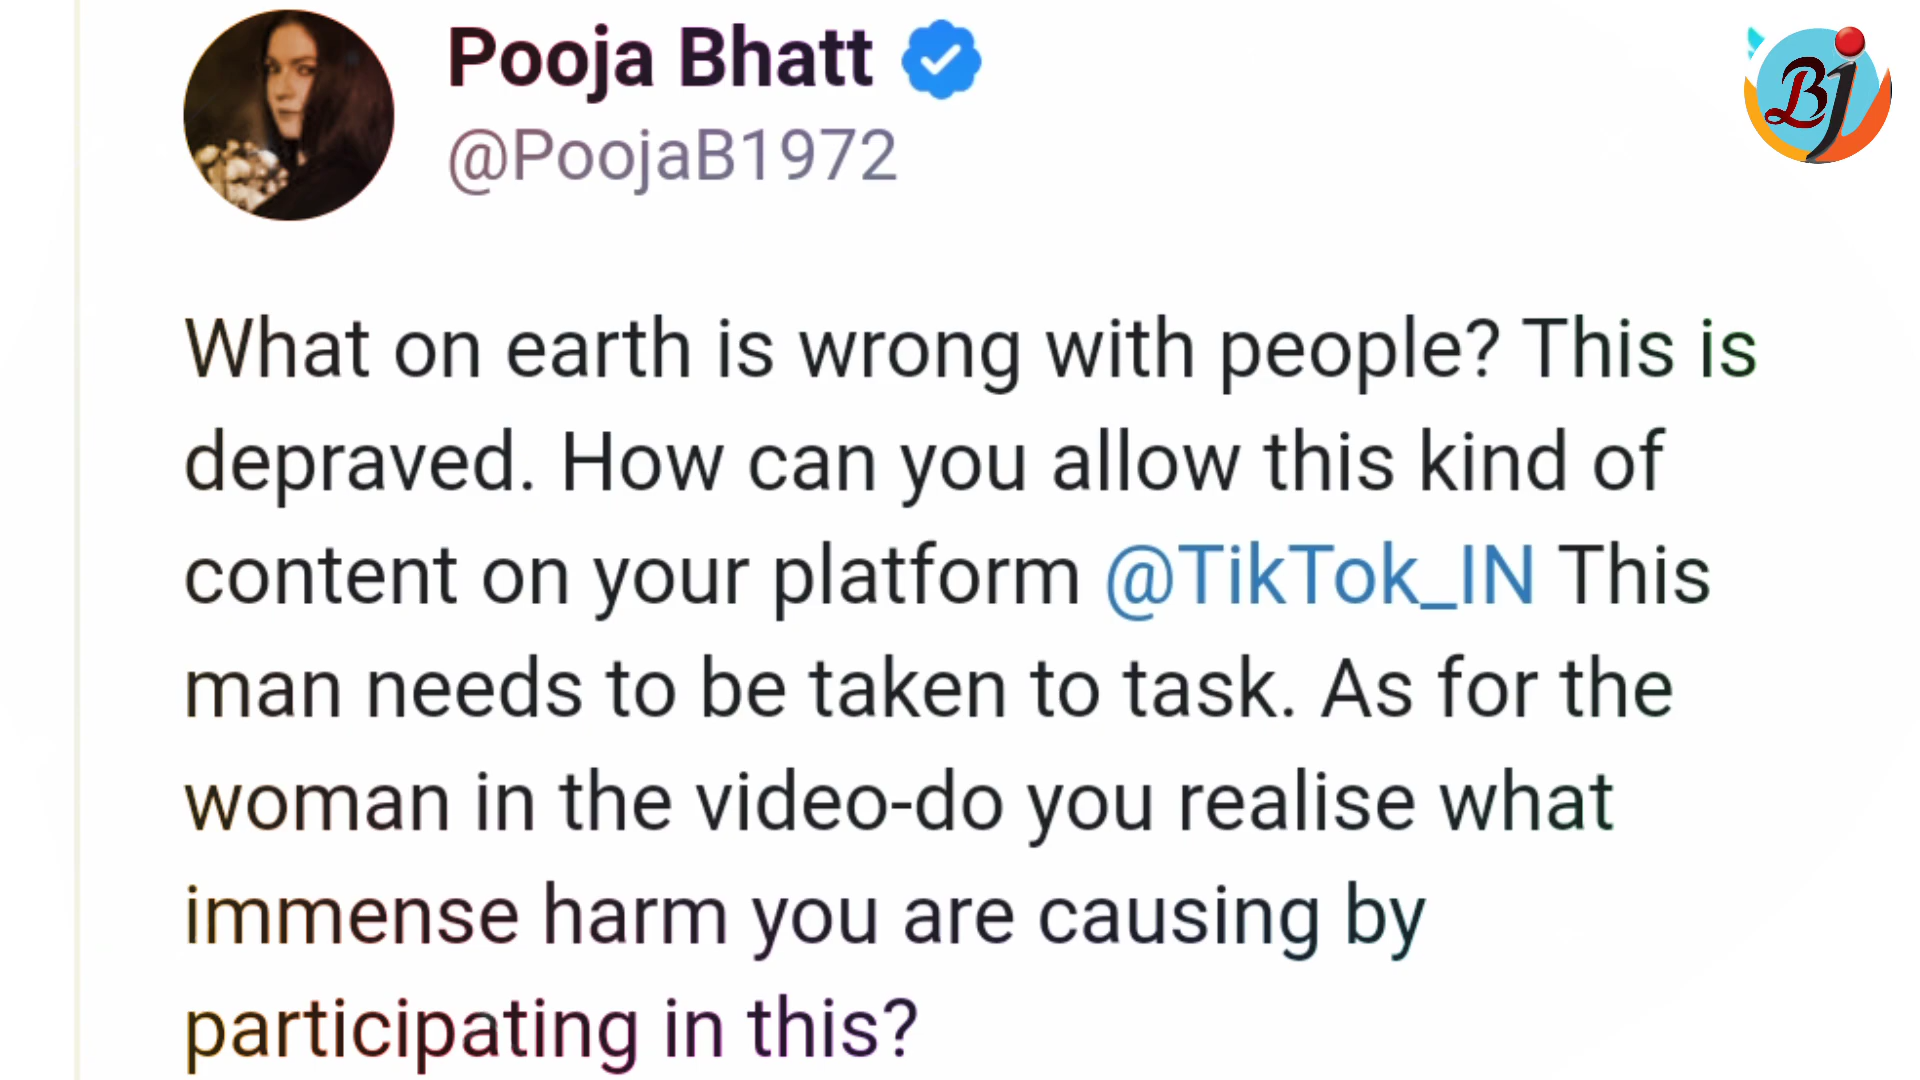 Pooja Bhatt
@PoojaB1972
What on earth is wrong with people? This is
depraved. How can you allow this kind of
content on your platform @TikTok_IN This
man needs to be taken to task. As for the
woman in the video-do you realise what
immense harm you are causing by
participating in this?
Bj